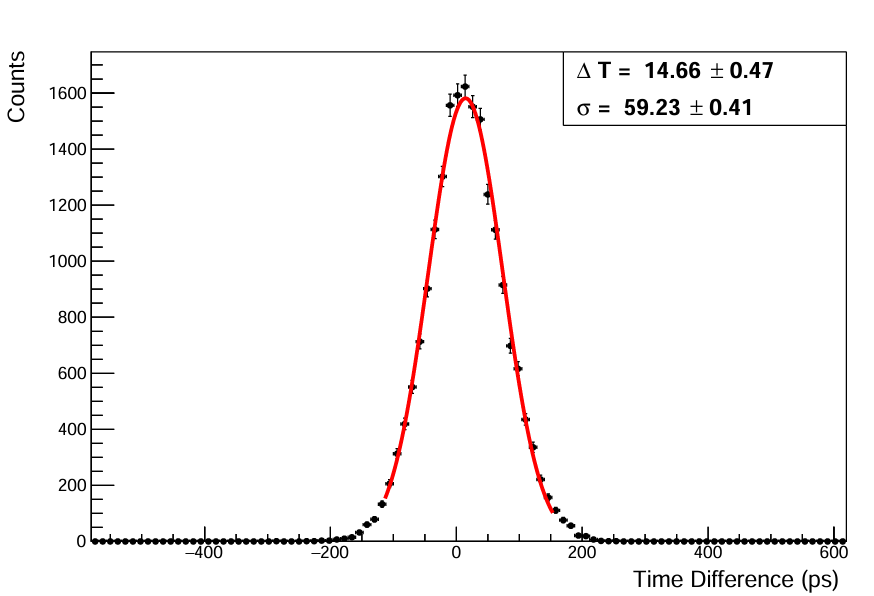 Counts
Δ T = 14.66 ± 0.47
σ = 59.23 ± 0.41
1600
1400
1200
1000
800
600
400
200
0
−400 −200 0 200 400 600
Time Difference (ps)